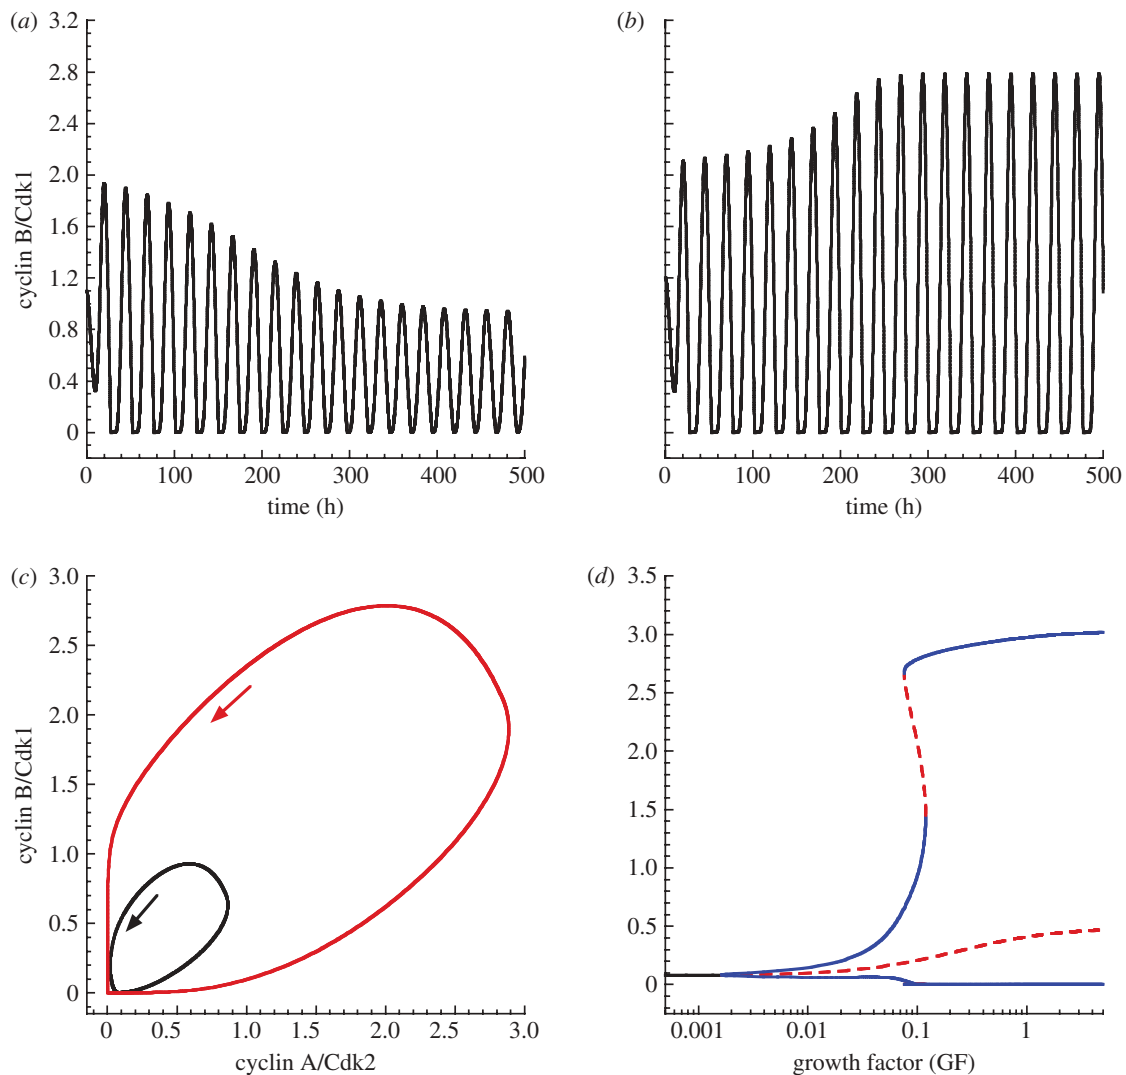 (a)
3.2
2.8
2.4
2.0
1.6
1.2
0.8
0.4
0
cyclin B/Cdk1
0 100 200 300 400 500
time (h)
(b)
0 100 200 300 400 500
time (h)
(c)
3.0
2.5
2.0
1.5
1.0
0.5
0
cyclin B/Cdk1
0 0.5 1.0 1.5 2.0 2.5 3.0
cyclin A/Cdk2
(d)
3.5
3.0
2.5
2.0
1.5
1.0
0.5
0
0.001 0.01 0.1 1
growth factor (GF)